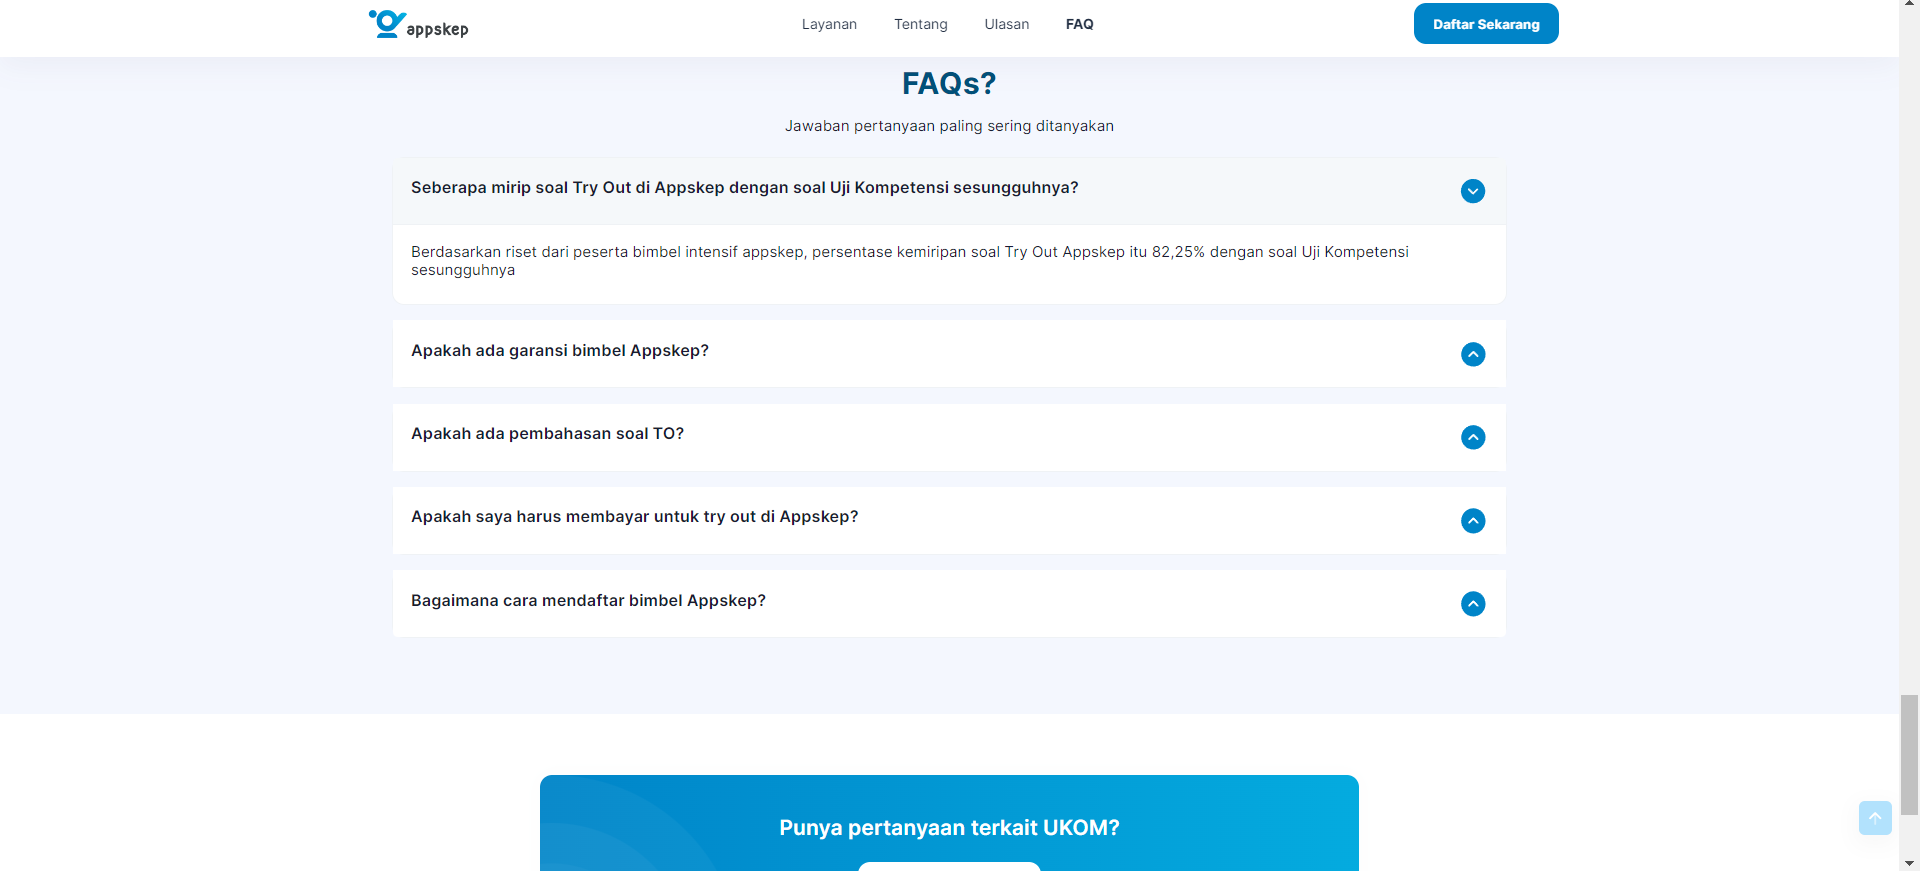 appskep
Layanan
Tentang
Ulasan
FAQ
Daftar Sekarang
FAQs?
Jawaban pertanyaan paling sering ditanyakan
Seberapa mirip soal Try Out di Appskep dengan soal Uji Kompetensi sesungguhnya?
Berdasarkan riset dari peserta bimbel intensif appskep, persentase kemiripan soal Try Out Appskep itu 82,25% dengan soal Uji Kompetensi
sesungguhnya
Apakah ada garansi bimbel Appskep?
Apakah ada pembahasan soal TO?
Apakah saya harus membayar untuk try out di Appskep?
Bagaimana cara mendaftar bimbel Appskep?
Punya pertanyaan terkait UKOM?